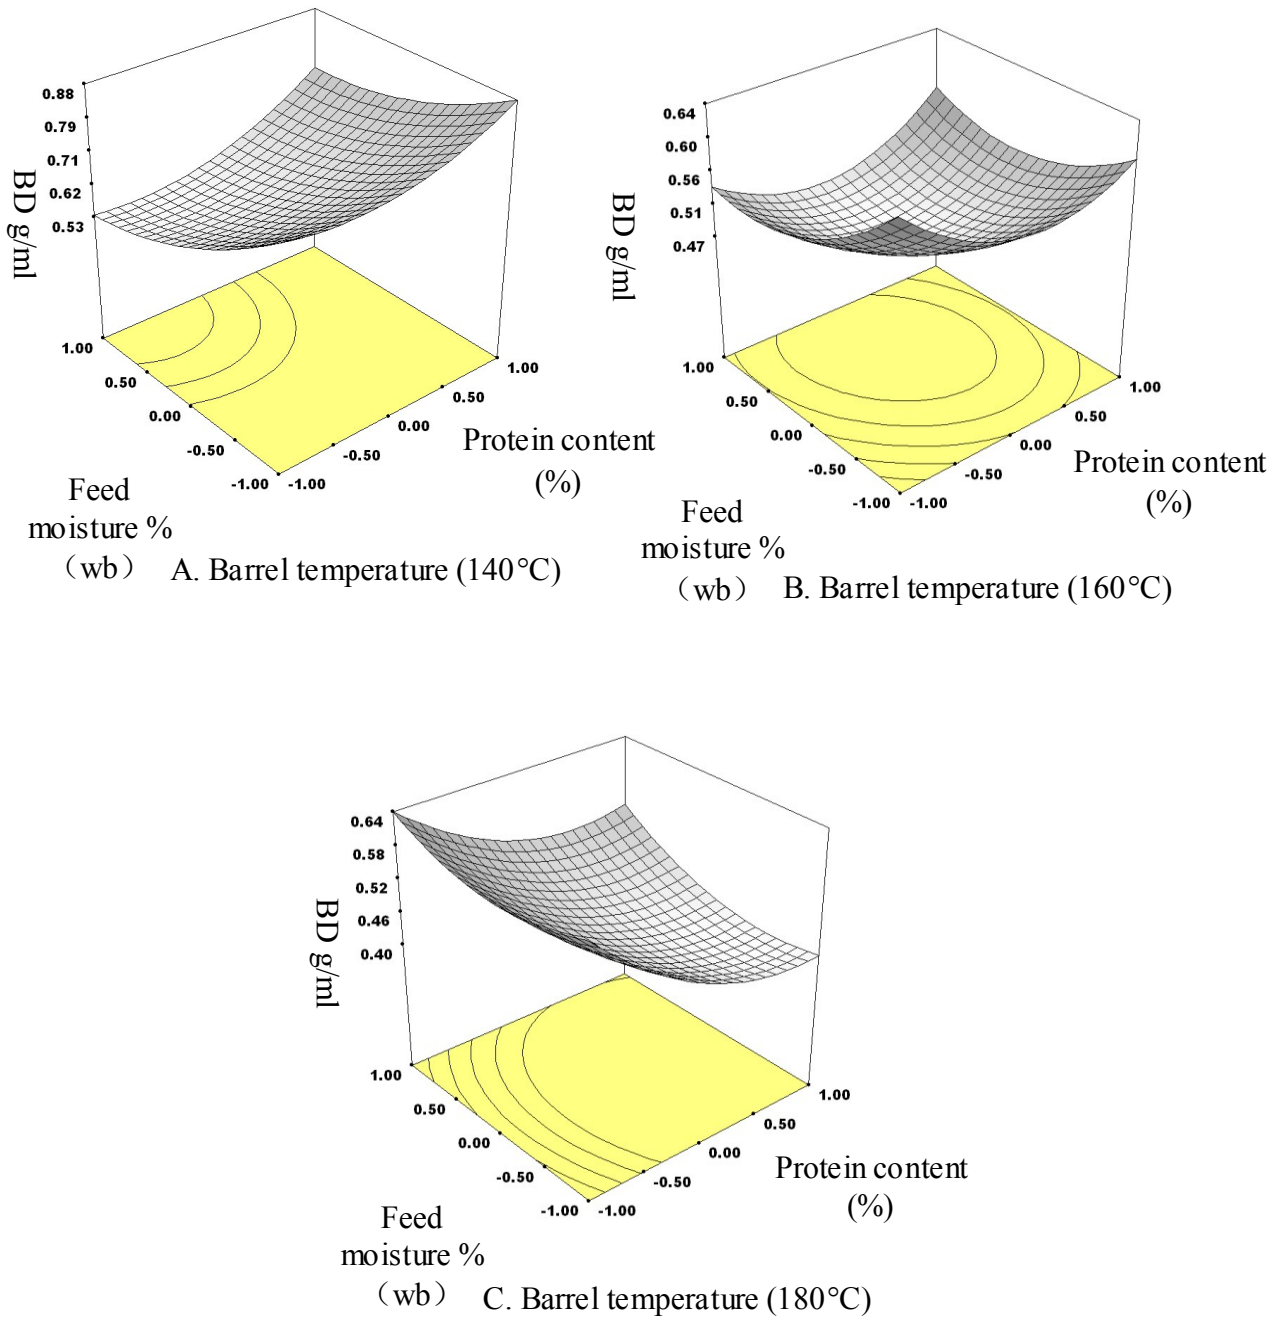 0.88
0.79
0.71
0.62
0.53
BD g/ml
1.00
0.50
0.00
-0.50
-1.00
-1.00
-0.50
0.00
0.50
1.00
Feed
moisture %
（wb）
Protein content
(%)
A. Barrel temperature (140°C)
0.64
0.60
0.56
0.51
0.47
BD g/ml
1.00
0.50
0.00
-0.50
-1.00
-1.00
-0.50
0.00
0.50
1.00
Feed
moisture %
（wb）
Protein content
(%)
B. Barrel temperature (160°C)
0.64
0.58
0.52
0.46
0.40
BD g/ml
1.00
0.50
0.00
-0.50
-1.00
-1.00
-0.50
0.00
0.50
1.00
Feed
moisture %
（wb）
Protein content
(%)
C. Barrel temperature (180°C)